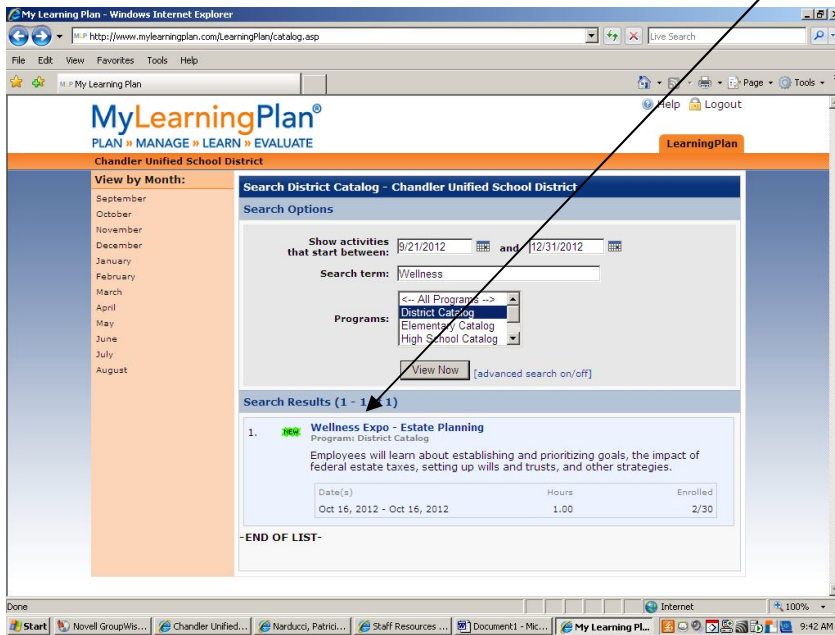 My Learning Plan - Windows Internet Explorer
http://www.mylearningplan.com/LearningPlan/catalog.asp
Live Search
File Edit View Favorites Tools Help
My Learning Plan
Page Tools
MyLearningPlan®
Help Logout
PLAN » MANAGE » LEARN » EVALUATE
LearningPlan
Chandler Unified School District
View by Month:
September
October
November
December
January
February
March
April
May
June
July
August
Search District Catalog - Chandler Unified School District
Search Options
Show activities that start between: 9/21/2012 and 12/31/2012
Search term: Wellness
Programs:
<-- All Programs -->
District Catalog
Elementary Catalog
High School Catalog
View Now [advanced search on/off]
Search Results (1 - 1 of 1)
1. NEW Wellness Expo - Estate Planning
Program: District Catalog
Employees will learn about establishing and prioritizing goals, the impact of
federal estate taxes, setting up wills and trusts, and other strategies.
Date(s) Hours Enrolled
Oct 16, 2012 - Oct 16, 2012 1.00 2/30
-END OF LIST-
Done
Internet
100%
Start Novell GroupWis... Chandler Unified... Narducci, Patrici... Staff Resources ... Document1 - Mic... My Learning Pl... 9:42 AM